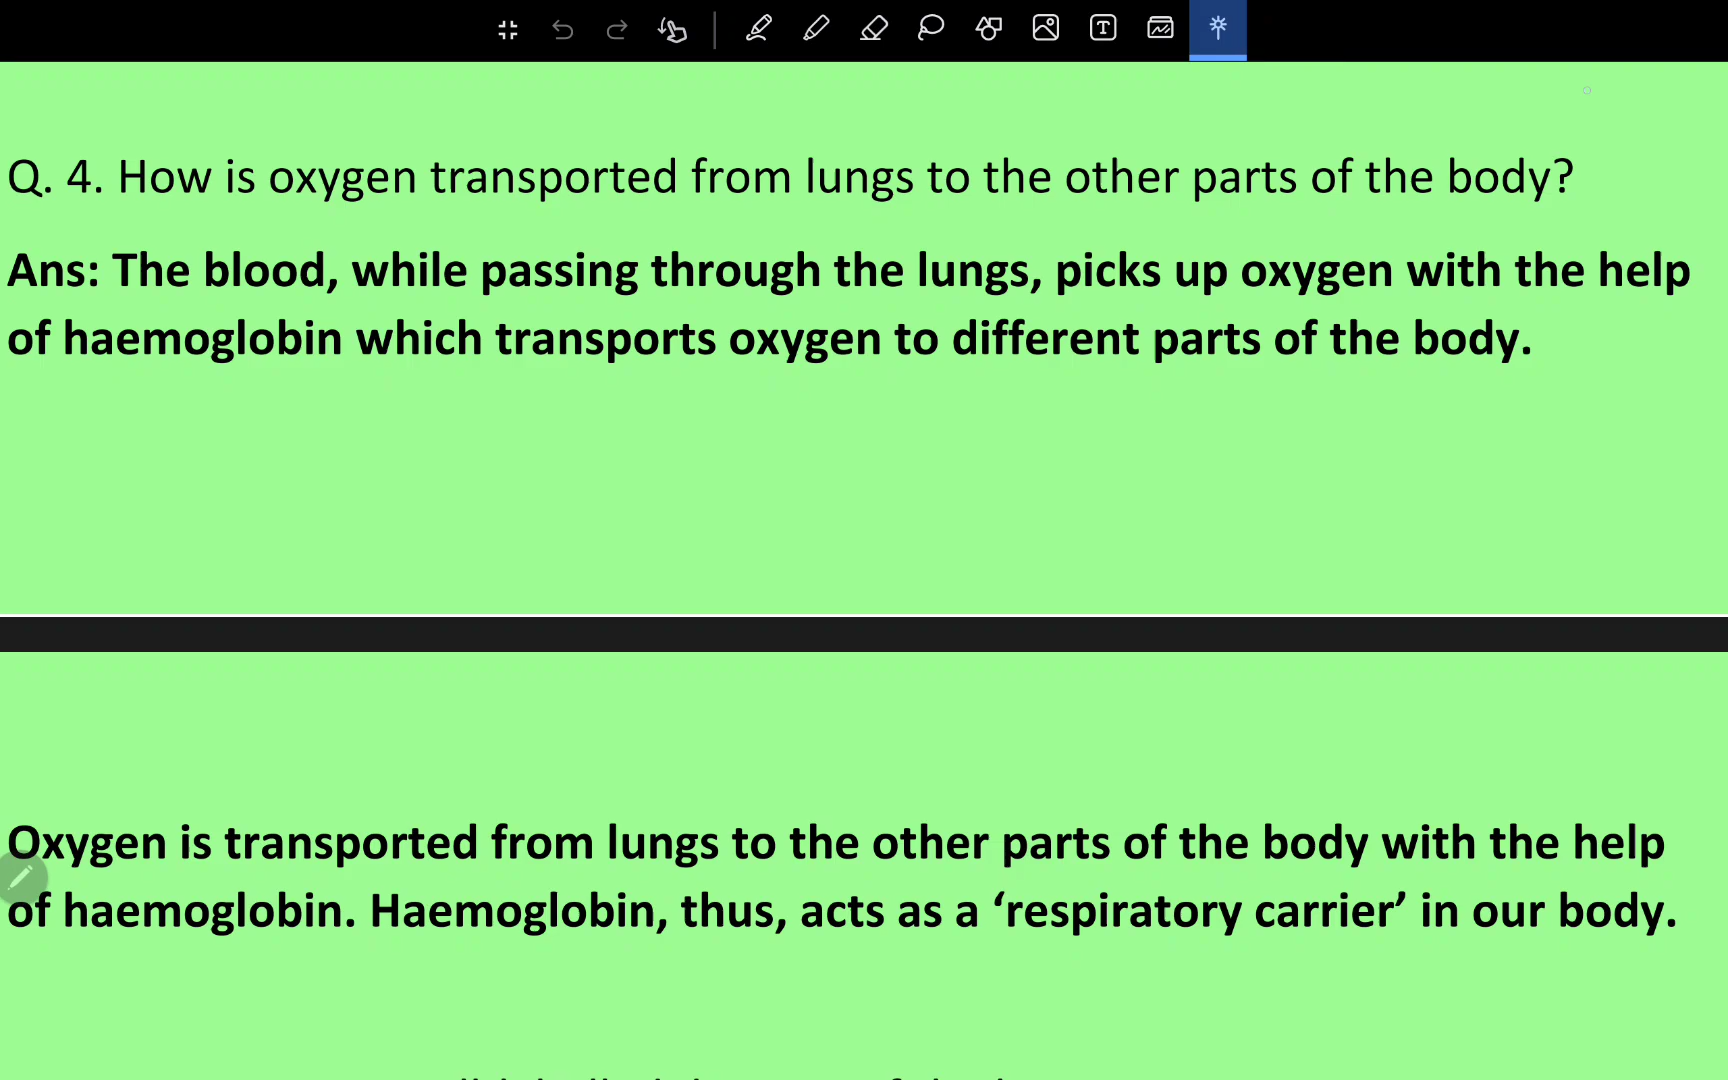 Q. 4. How is oxygen transported from lungs to the other parts of the body?
Ans: The blood, while passing through the lungs, picks up oxygen with the help
of haemoglobin which transports oxygen to different parts of the body.
Oxygen is transported from lungs to the other parts of the body with the help
of haemoglobin. Haemoglobin, thus, acts as a ‘respiratory carrier’ in our body.